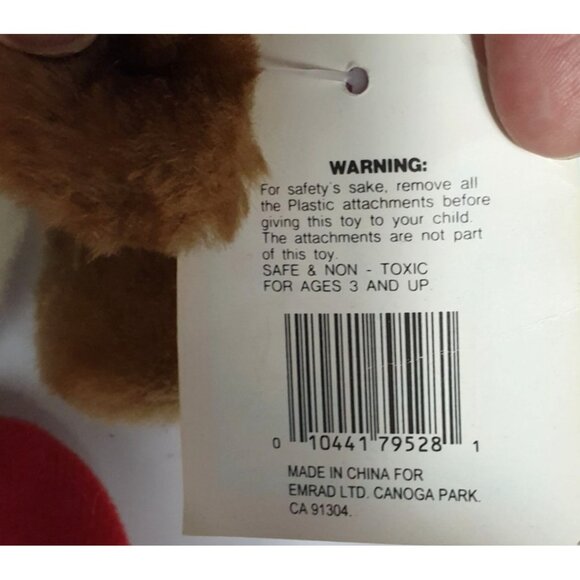 WARNING:
For safety's sake, remove all
the Plastic attachments before
giving this toy to your child.
The attachments are not part
of this toy.
SAFE & NON - TOXIC
FOR AGES 3 AND UP.
0 10441 79528 1
MADE IN CHINA FOR
EMRAD LTD. CANOGA PARK.
CA 91304.